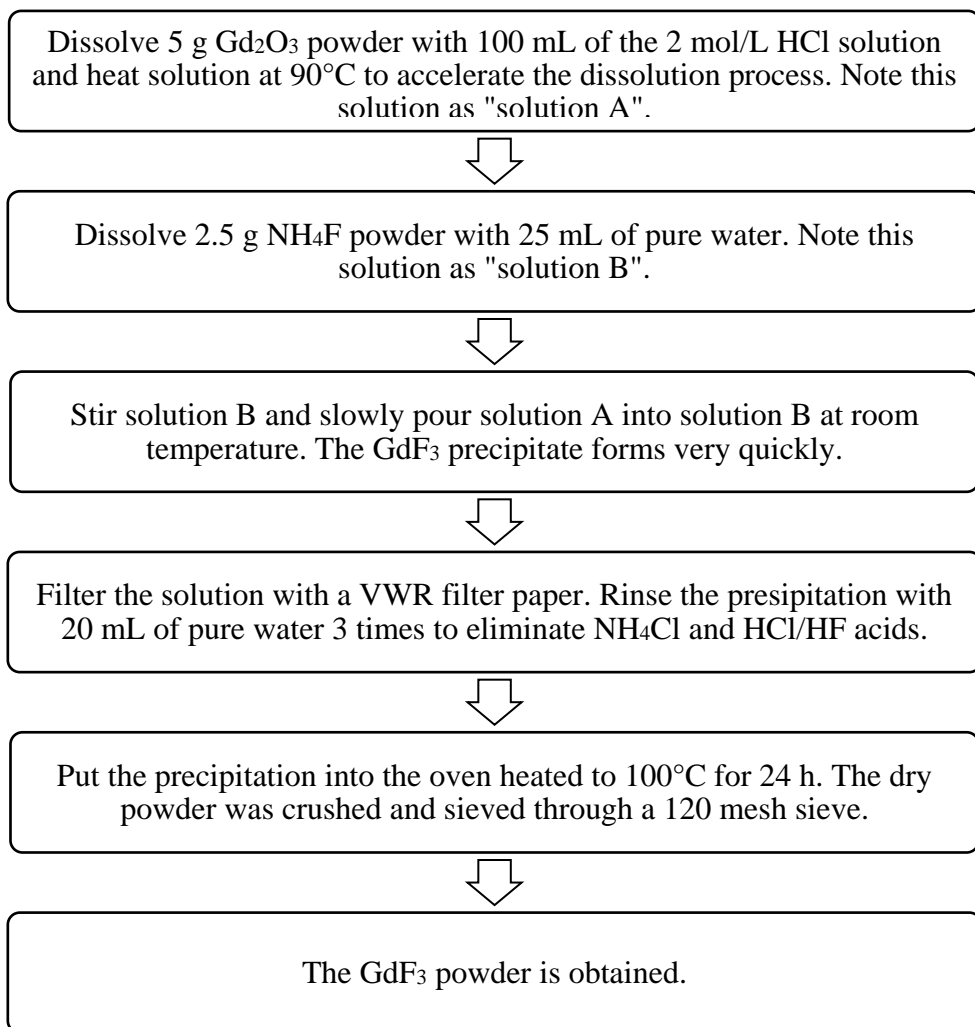 Dissolve 5 g Gd₂O₃ powder with 100 mL of the 2 mol/L HCl solution
and heat solution at 90°C to accelerate the dissolution process. Note this
solution as "solution A".
Dissolve 2.5 g NH₄F powder with 25 mL of pure water. Note this
solution as "solution B".
Stir solution B and slowly pour solution A into solution B at room
temperature. The GdF₃ precipitate forms very quickly.
Filter the solution with a VWR filter paper. Rinse the presipitation with
20 mL of pure water 3 times to eliminate NH₄Cl and HCl/HF acids.
Put the precipitation into the oven heated to 100°C for 24 h. The dry
powder was crushed and sieved through a 120 mesh sieve.
The GdF₃ powder is obtained.